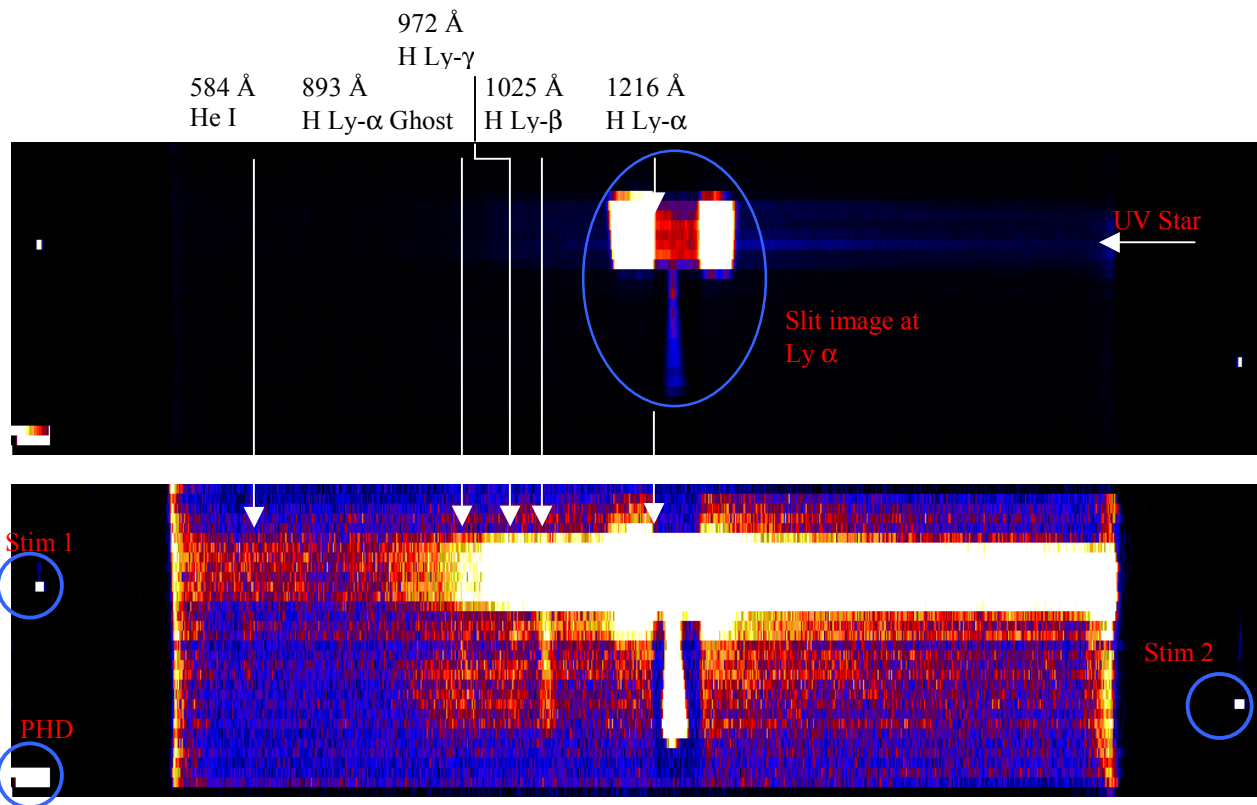 972 Å
H Ly-γ
584 Å
He I
893 Å
H Ly-α Ghost
1025 Å
H Ly-β
1216 Å
H Ly-α
UV Star
Slit image at
Ly α
Stim 1
Stim 2
PHD